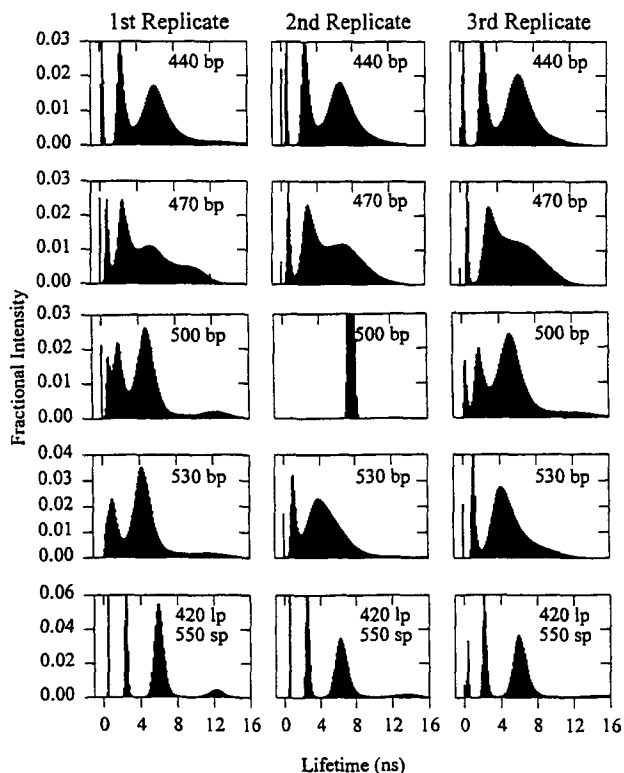 1st Replicate 2nd Replicate 3rd Replicate
0.03 440 bp 440 bp 440 bp
0.02
0.01
0.00
0.03 470 bp 470 bp 470 bp
0.02
0.01
0.00
0.03 500 bp 500 bp 500 bp
0.02
0.01
0.00
0.04 530 bp 530 bp 530 bp
0.03
0.02
0.01
0.00
0.06 420 lp 420 lp 420 lp
550 sp 550 sp 550 sp
0.04
0.02
0.00
0 4 8 12 16 0 4 8 12 16 0 4 8 12 16
Fractional Intensity
Lifetime (ns)